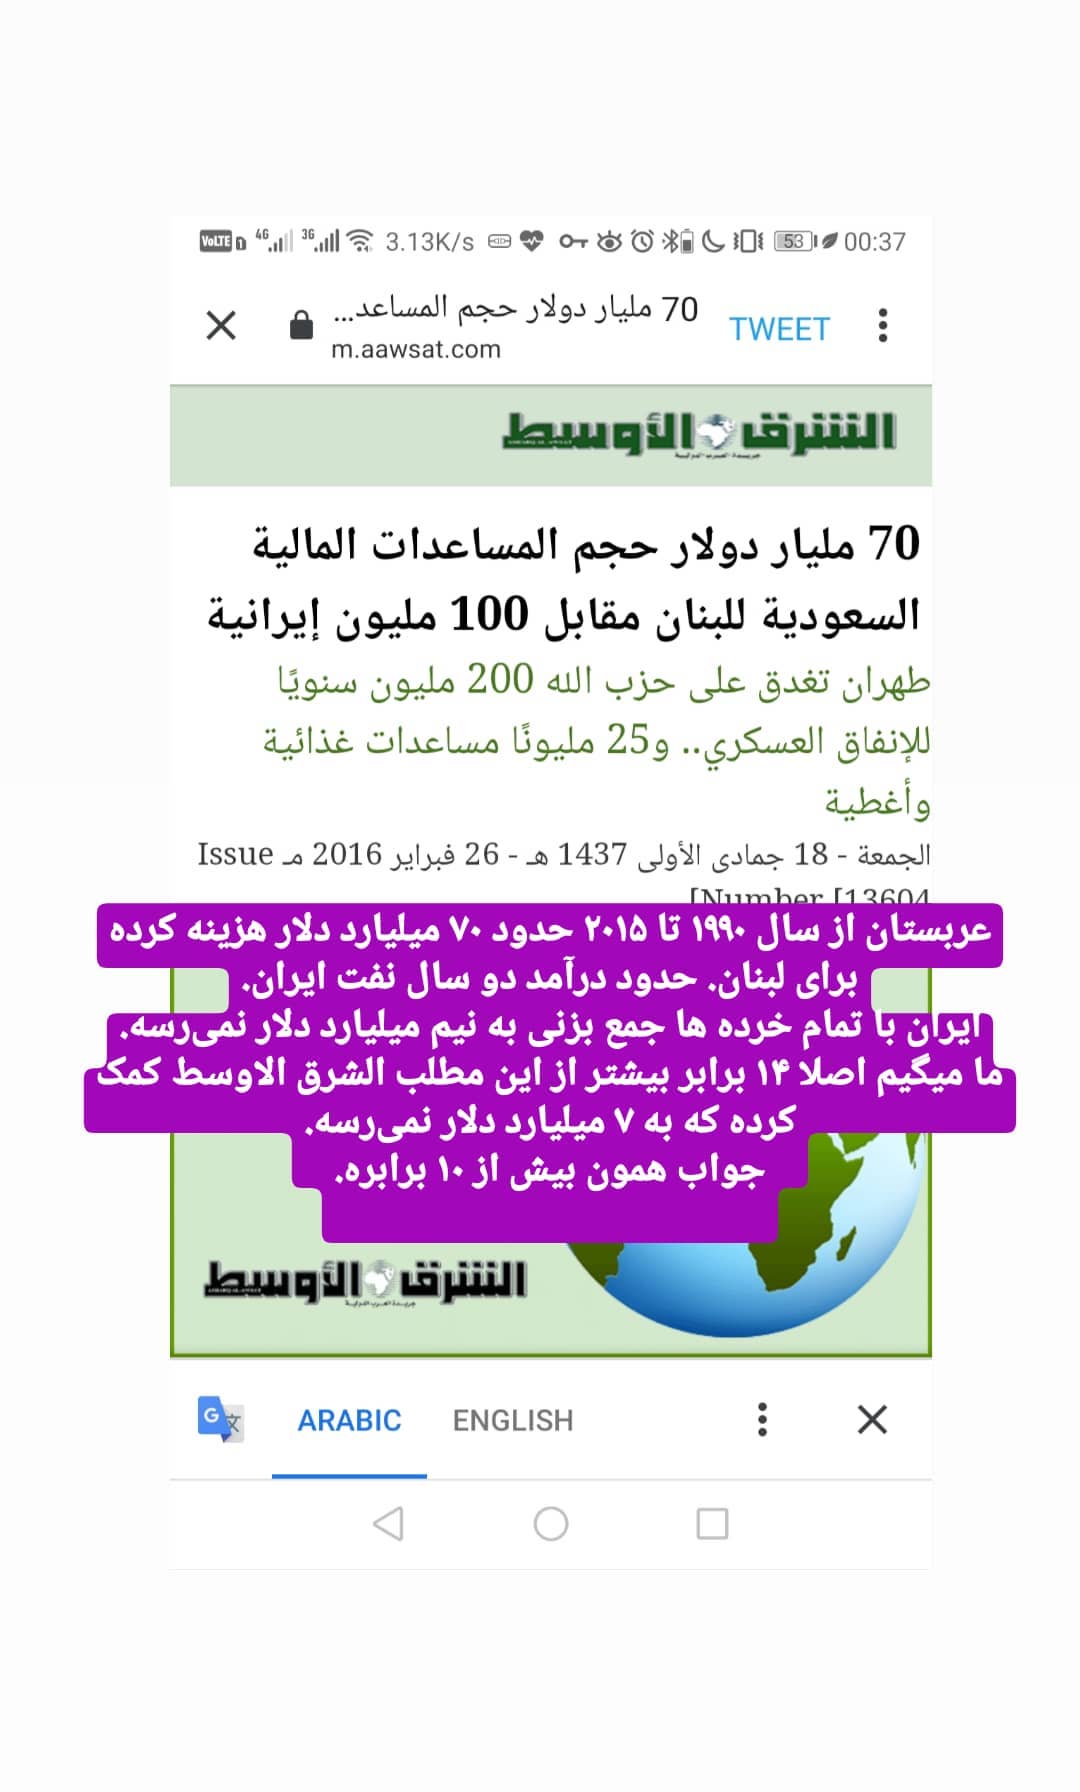 VoLTE 1 4G 3G 3.13K/s 53 00:37
70 مليار دولار حجم المساعد...
TWEET
m.aawsat.com
الشرق الأوسط
70 مليار دولار حجم المساعدات المالية
السعودية للبنان مقابل 100 مليون إيرانية
طهران تغدق على حزب الله 200 مليون سنويًا
للإنفاق العسكري.. و25 مليونًا مساعدات غذائية
وأغطية
الجمعة - 18 جمادى الأولى 1437 هـ - 26 فبراير 2016 مـ Issue
Number [13604]
عربستان از سال ۱۹۹۰ تا ۲۰۱۵ حدود ۷۰ میلیارد دلار هزینه کرده
برای لبنان. حدود درآمد دو سال نفت ایران.
ایران با تمام خرده ها جمع بزنی به نیم میلیارد دلار نمی‌رسه.
ما میگیم اصلا ۱۴ برابر بیشتر از این مطلب الشرق الاوسط کمک
کرده که به ۷ میلیارد دلار نمی‌رسه.
جواب همون بیش از ۱۰ برابره.
الشرق الأوسط
G ARABIC ENGLISH